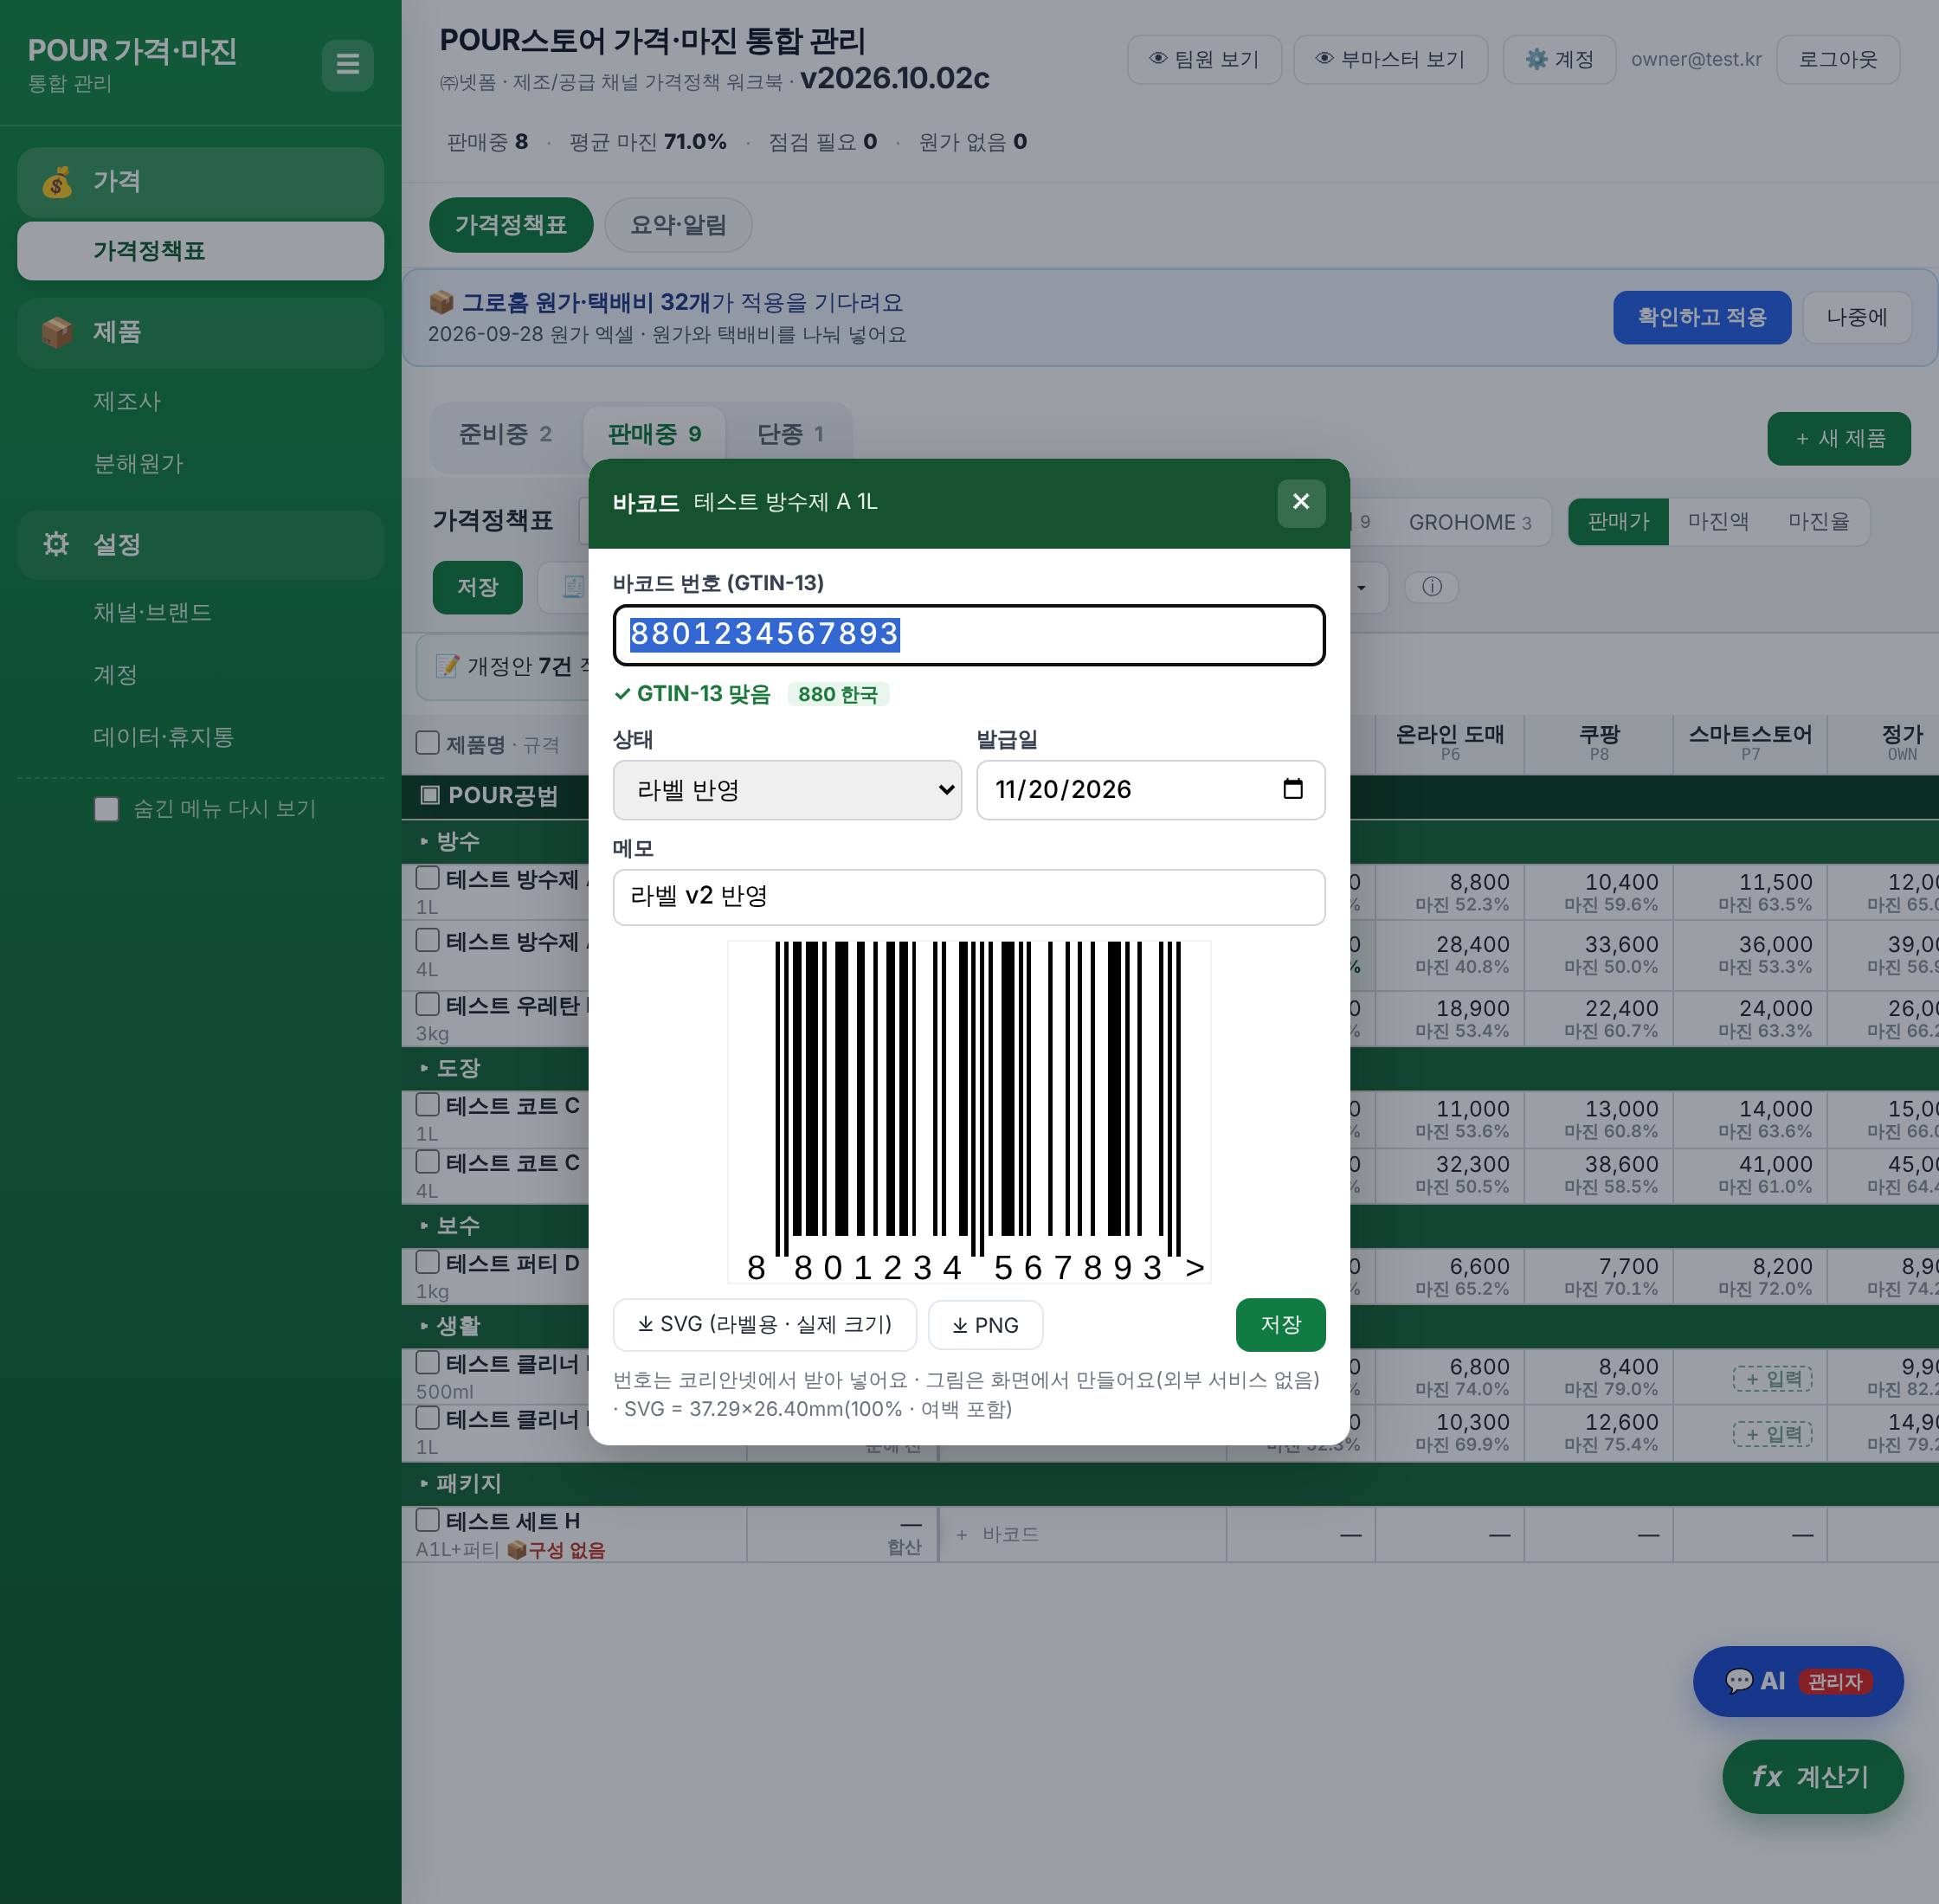 POUR 가격·마진
통합 관리
💰 가격
가격정책표
📦 제품
제조사
분해원가
⚙ 설정
채널·브랜드
계정
데이터·휴지통
숨긴 메뉴 다시 보기
POUR스토어 가격·마진 통합 관리
㈜넷폼 · 제조/공급 채널 가격정책 워크북 · v2026.10.02c
👁 팀원 보기
👁 부마스터 보기
⚙️ 계정
owner@test.kr
로그아웃
판매중 8 · 평균 마진 71.0% · 점검 필요 0 · 원가 없음 0
가격정책표
요약·알림
📦 그로홈 원가·택배비 32개가 적용을 기다려요
2026-09-28 원가 엑셀 · 원가와 택배비를 나눠 넣어요
확인하고 적용
나중에
준비중 2
판매중 9
단종 1
+ 새 제품
가격정책표
9
GROHOME 3
판매가
마진액
마진율
저장
ⓘ
📝 개정안 7건
바코드 테스트 방수제 A 1L
✕
바코드 번호 (GTIN-13)
8801234567893
✓ GTIN-13 맞음 880 한국
상태
발급일
라벨 반영
11/20/2026
메모
라벨 v2 반영
8 801234 567893 >
⤓ SVG (라벨용 · 실제 크기)
⤓ PNG
저장
번호는 코리안넷에서 받아 넣어요 · 그림은 화면에서 만들어요(외부 서비스 없음)
· SVG = 37.29×26.40mm(100% · 여백 포함)
제품명 · 규격
온라인 도매 쿠팡 스마트스토어 정가
P6 P8 P7 OWN
▣ POUR공법
▸ 방수
테스트 방수제
1L
8,800 10,400 11,500
마진 52.3% 마진 59.6% 마진 63.5%
테스트 방수제
4L
28,400 33,600 36,000
마진 40.8% 마진 50.0% 마진 53.3%
테스트 우레탄
3kg
18,900 22,400 24,000
마진 53.4% 마진 60.7% 마진 63.3%
▸ 도장
테스트 코트 C
1L
11,000 13,000 14,000
마진 53.6% 마진 60.8% 마진 63.6%
테스트 코트 C
4L
32,300 38,600 41,000
마진 50.5% 마진 58.5% 마진 61.0%
▸ 보수
테스트 퍼티 D
1kg
6,600 7,700 8,200
마진 65.2% 마진 70.1% 마진 72.0%
▸ 생활
테스트 클리너
500ml
6,800 8,400 + 입력
마진 74.0% 마진 79.0%
테스트 클리너
1L
10,300 12,600 + 입력
마진 69.9% 마진 75.4%
▸ 패키지
테스트 세트 H
A1L+퍼티 📦구성 없음
—
합산
+ 바코드
— — — —
💬 AI 관리자
fx 계산기